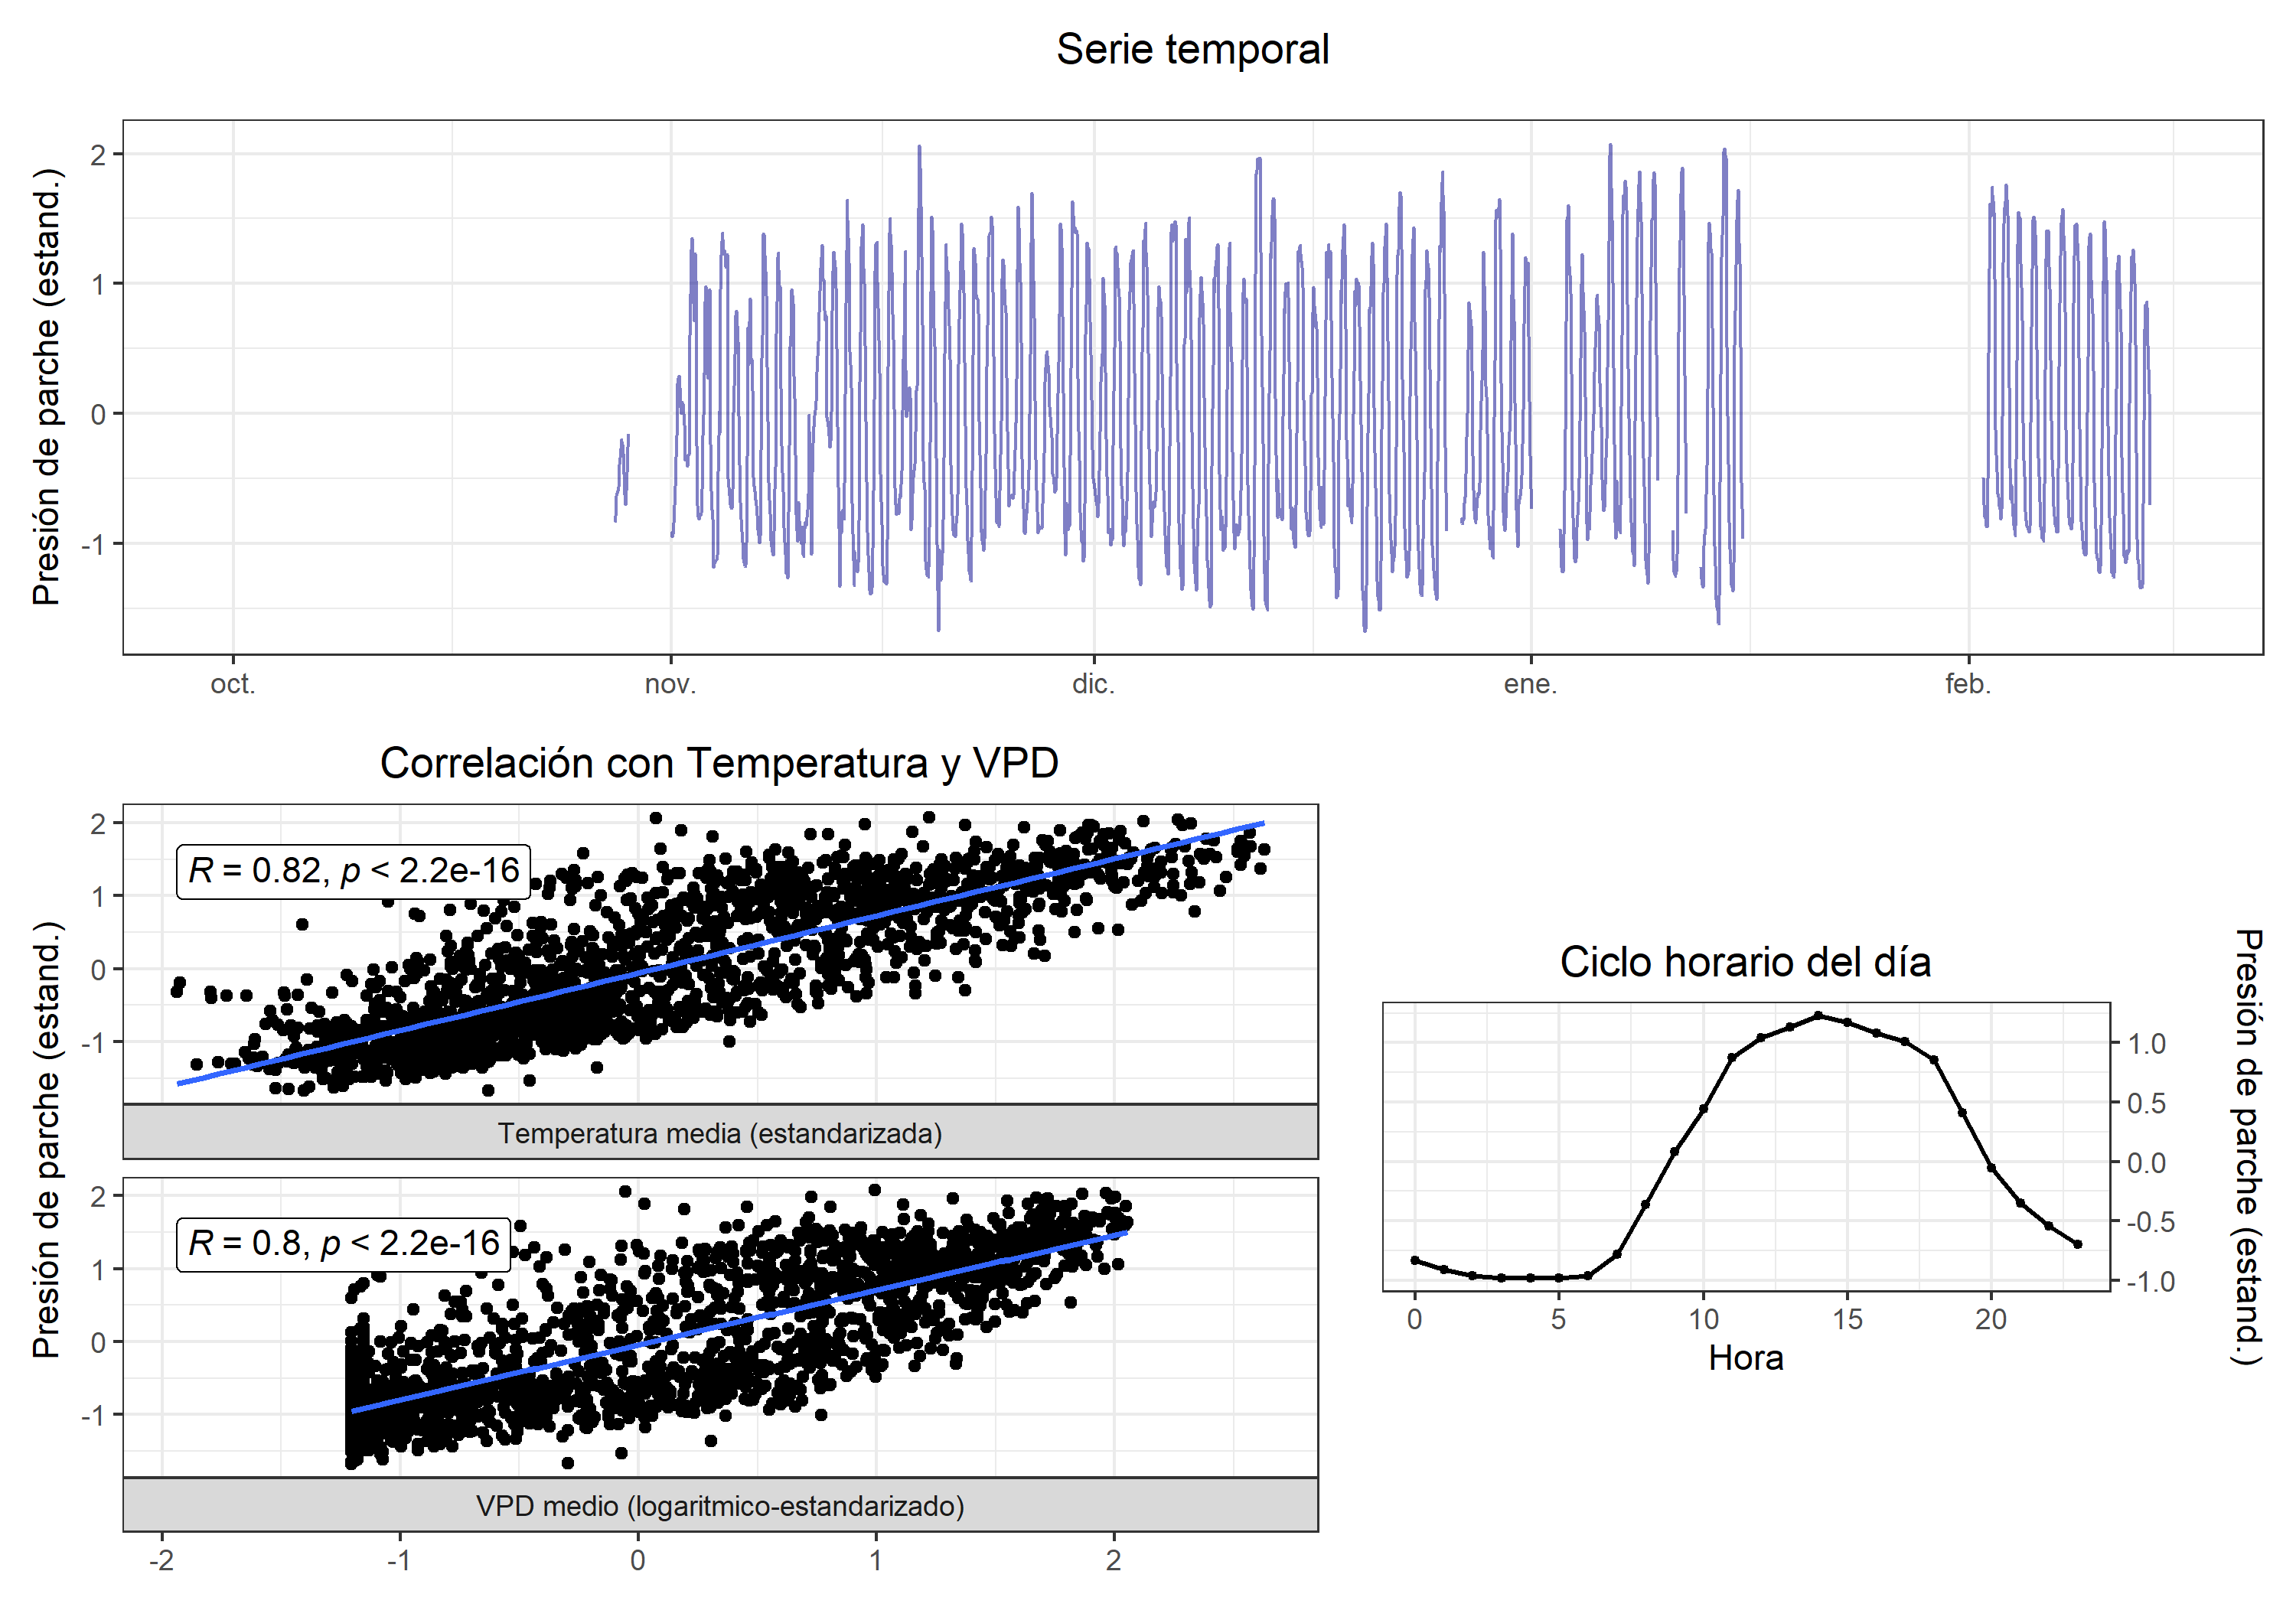 Serie temporal
Presión de parche (estand.)
2
1
0
-1
oct.
nov.
dic.
ene.
feb.
Correlación con Temperatura y VPD
Presión de parche (estand.)
2
1
0
-1
R = 0.82, p < 2.2e-16
Temperatura media (estandarizada)
2
1
0
-1
R = 0.8, p < 2.2e-16
VPD medio (logaritmico-estandarizado)
-2
-1
0
1
2
Ciclo horario del día
1.0
0.5
0.0
-0.5
-1.0
Presión de parche (estand.)
0
5
10
15
20
Hora